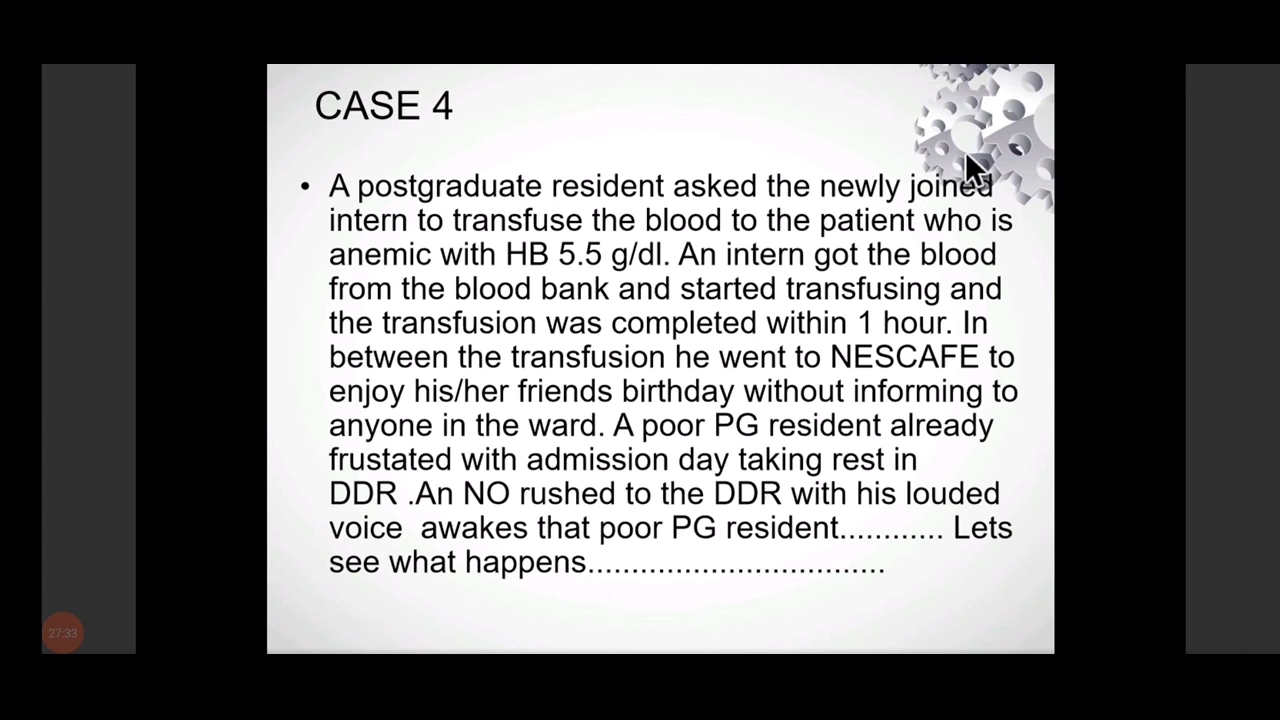 CASE 4
• A postgraduate resident asked the newly joined
intern to transfuse the blood to the patient who is
anemic with HB 5.5 g/dl. An intern got the blood
from the blood bank and started transfusing and
the transfusion was completed within 1 hour. In
between the transfusion he went to NESCAFE to
enjoy his/her friends birthday without informing to
anyone in the ward. A poor PG resident already
frustated with admission day taking rest in
DDR .An NO rushed to the DDR with his louded
voice  awakes that poor PG resident............ Lets
see what happens..................................
27:33